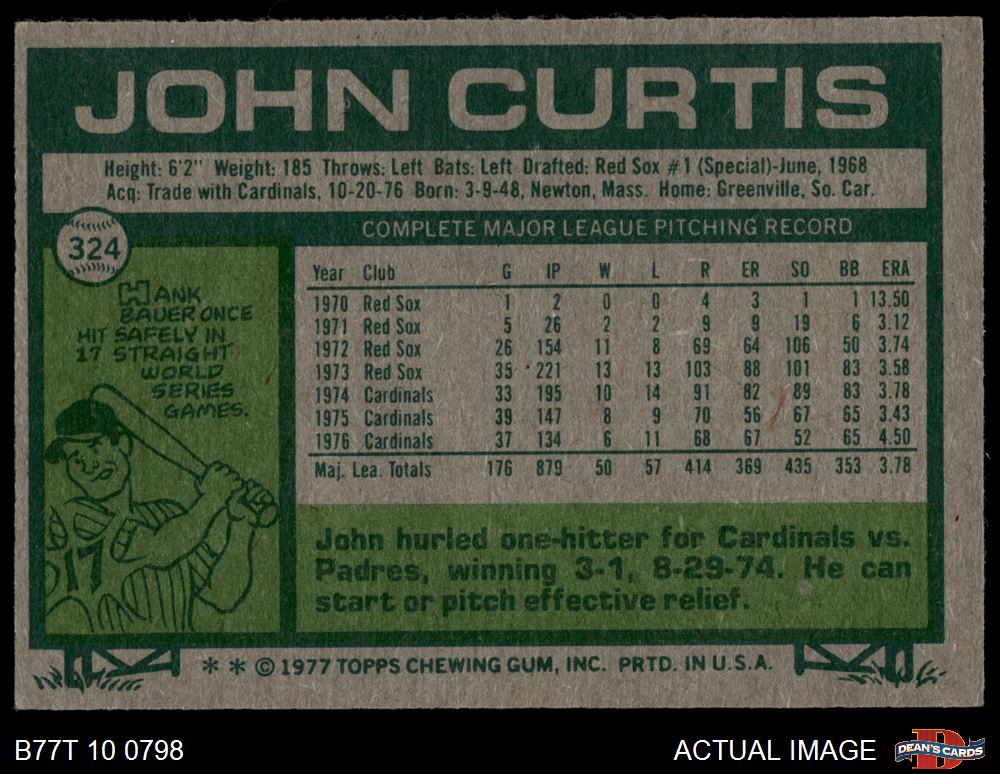 JOHN CURTIS
Height: 6'2" Weight: 185 Throws: Left Bats: Left Drafted: Red Sox #1 (Special)-June, 1968
Acq: Trade with Cardinals, 10-20-76 Born: 3-9-48, Newton, Mass. Home: Greenville, So. Car.
324
COMPLETE MAJOR LEAGUE PITCHING RECORD
Year Club G IP W L R ER SO BB ERA
1970 Red Sox 1 2 0 0 4 3 1 1 13.50
1971 Red Sox 5 26 2 2 9 9 19 6 3.12
1972 Red Sox 26 154 11 8 69 64 106 50 3.74
1973 Red Sox 35 221 13 13 103 88 101 83 3.58
1974 Cardinals 33 195 10 14 91 82 89 83 3.78
1975 Cardinals 39 147 8 9 70 56 67 65 3.43
1976 Cardinals 37 134 6 11 68 67 52 65 4.50
Maj. Lea. Totals 176 879 50 57 414 369 435 353 3.78
HANK
BAUER ONCE
HIT SAFELY IN
17 STRAIGHT
WORLD
SERIES
GAMES.
17
John hurled one-hitter for Cardinals vs.
Padres, winning 3-1, 8-29-74. He can
start or pitch effective relief.
* * © 1977 TOPPS CHEWING GUM, INC. PRTD. IN U.S.A.
B77T 10 0798
ACTUAL IMAGE
D
DEAN'S CARDS